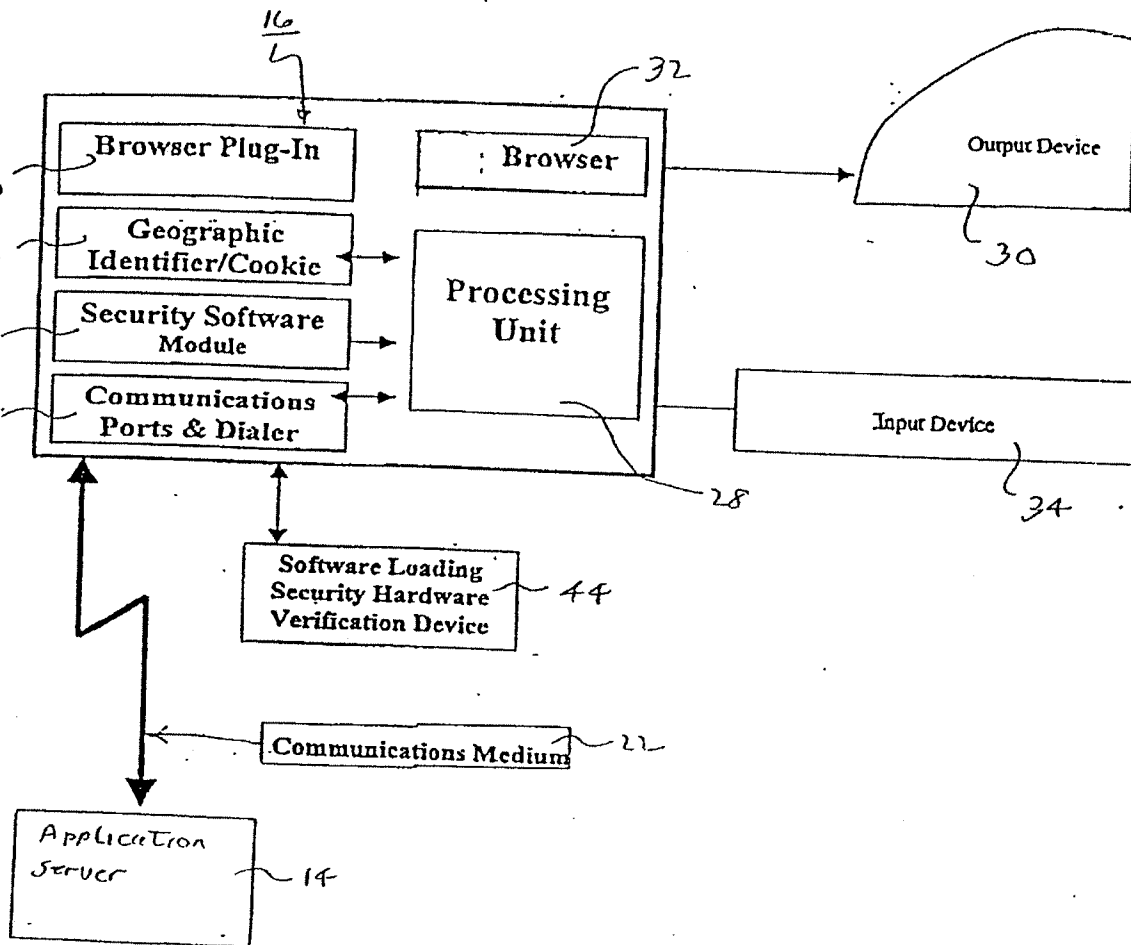 16
32
Browser Plug-In
Browser
Output Device
30
Geographic
Identifier/Cookie
Processing
Unit
Security Software
Module
Communications
Ports & Dialer
Input Device
28
34
Software Loading
Security Hardware
Verification Device
44
Communications Medium
22
Application
Server
14